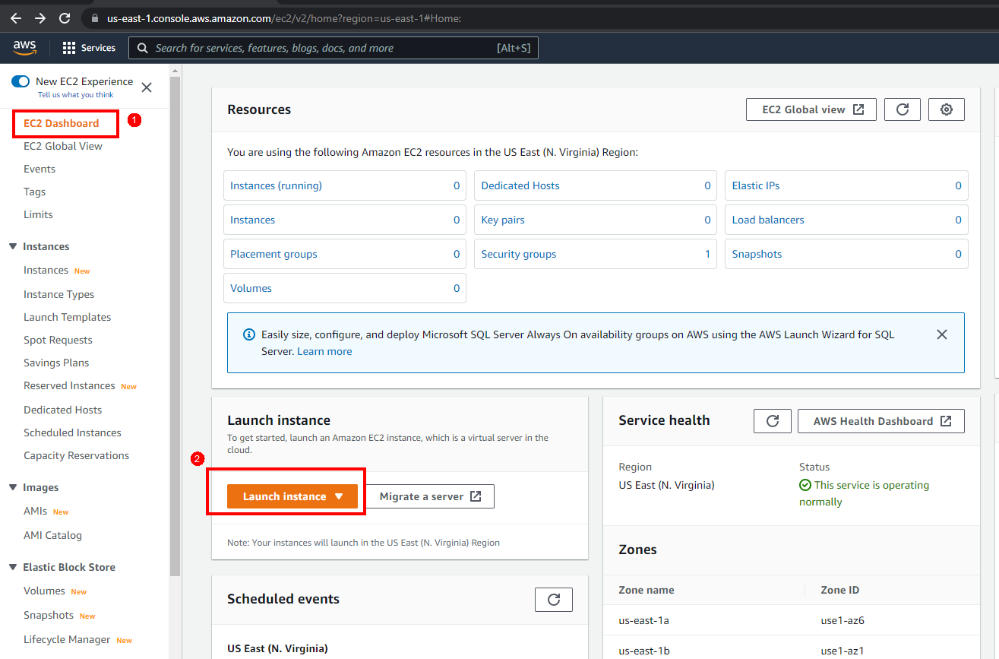 us-east-1.console.aws.amazon.com/ec2/v2/home?region=us-east-1#Home:
aws
Services
Search for services, features, blogs, docs, and more
[Alt+S]
New EC2 Experience
Tell us what you think
EC2 Dashboard
1
EC2 Global View
Events
Tags
Limits
Instances
Instances New
Instance Types
Launch Templates
Spot Requests
Savings Plans
Reserved Instances New
Dedicated Hosts
Scheduled Instances
Capacity Reservations
Images
AMIs New
AMI Catalog
Elastic Block Store
Volumes New
Snapshots New
Lifecycle Manager New
Resources
EC2 Global view
You are using the following Amazon EC2 resources in the US East (N. Virginia) Region:
Instances (running) 0
Dedicated Hosts 0
Elastic IPs 0
Instances 0
Key pairs 0
Load balancers 0
Placement groups 0
Security groups 1
Snapshots 0
Volumes 0
Easily size, configure, and deploy Microsoft SQL Server Always On availability groups on AWS using the AWS Launch Wizard for SQL
Server. Learn more
Launch instance
To get started, launch an Amazon EC2 instance, which is a virtual server in the
cloud.
2
Launch instance
Migrate a server
Note: Your instances will launch in the US East (N. Virginia) Region
Scheduled events
US East (N. Virginia)
Service health
AWS Health Dashboard
Region
US East (N. Virginia)
Status
This service is operating
normally
Zones
Zone name
Zone ID
us-east-1a
use1-az6
us-east-1b
use1-az1